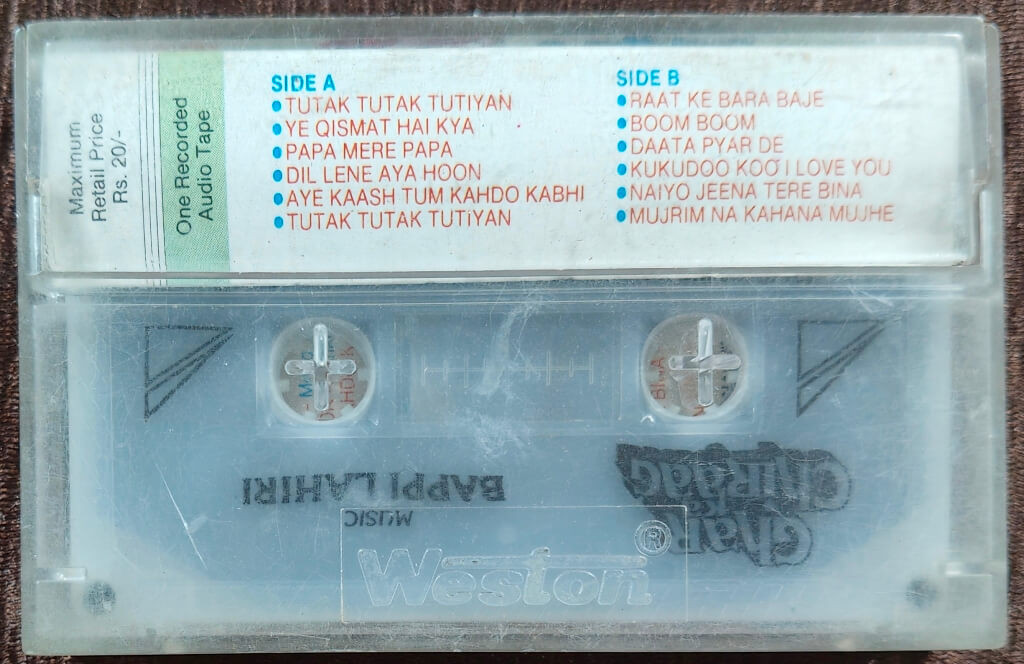 Maximum
Retail Price
Rs. 20/-
One Recorded
Audio Tape
SIDE A
• TUTAK TUTAK TUTIYAN
• YE QISMAT HAI KYA
• PAPA MERE PAPA
• DIL LENE AYA HOON
• AYE KAASH TUM KAHDO KABHI
• TUTAK TUTAK TUTiYAN
SIDE B
• RAAT KE BARA BAJE
• BOOM BOOM
• DAATA PYAR DE
• KUKUDOO KOO I LOVE YOU
• NAIYO JEENA TERE BINA
• MUJRIM NA KAHANA MUJHE
Ghar
Ka
Chiraag
MUSIC
BAPPI LAHIRI
Weston ®